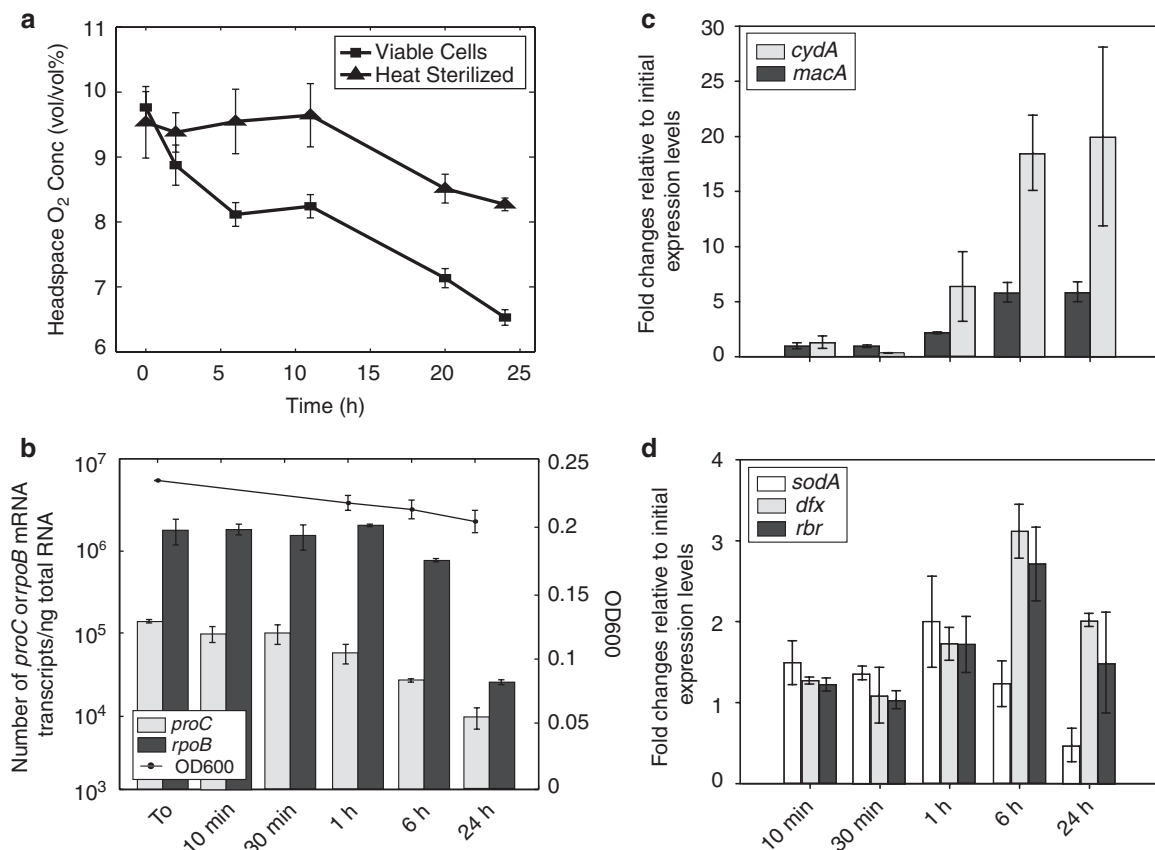 a
11
10
9
8
7
6
Headspace O2 Conc (vol/vol%)
Viable Cells
Heat Sterilized
0 5 10 15 20 25
Time (h)
b
10^7
10^6
10^5
10^4
10^3
Number of proC orrpoB mRNA
transcripts/ng total RNA
proC
rpoB
OD600
0.25
0.2
0.1
0.1
0.05
0
OD600
To 10 min 30 min 1 h 6 h 24 h
c
30
25
20
15
10
5
0
Fold changes relative to initial
expression levels
cydA
macA
d
4
3
2
1
0
Fold changes relative to initial
expression levels
sodA
dfx
rbr
10 min 30 min 1 h 6 h 24 h